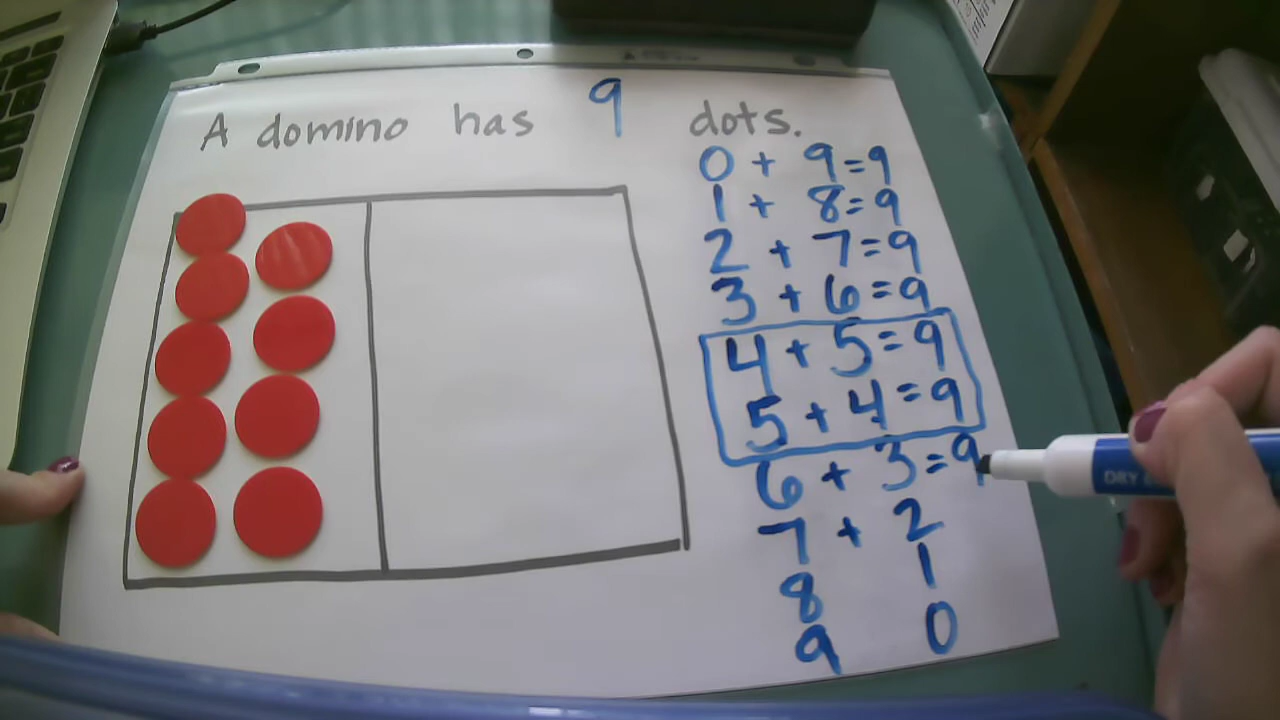 A domino has 9 dots.
0 + 9=9
1 + 8=9
2 + 7=9
3 + 6=9
4 + 5=9
5 + 4=9
6 + 3=9
7 + 2
8 1
9 0
DRY